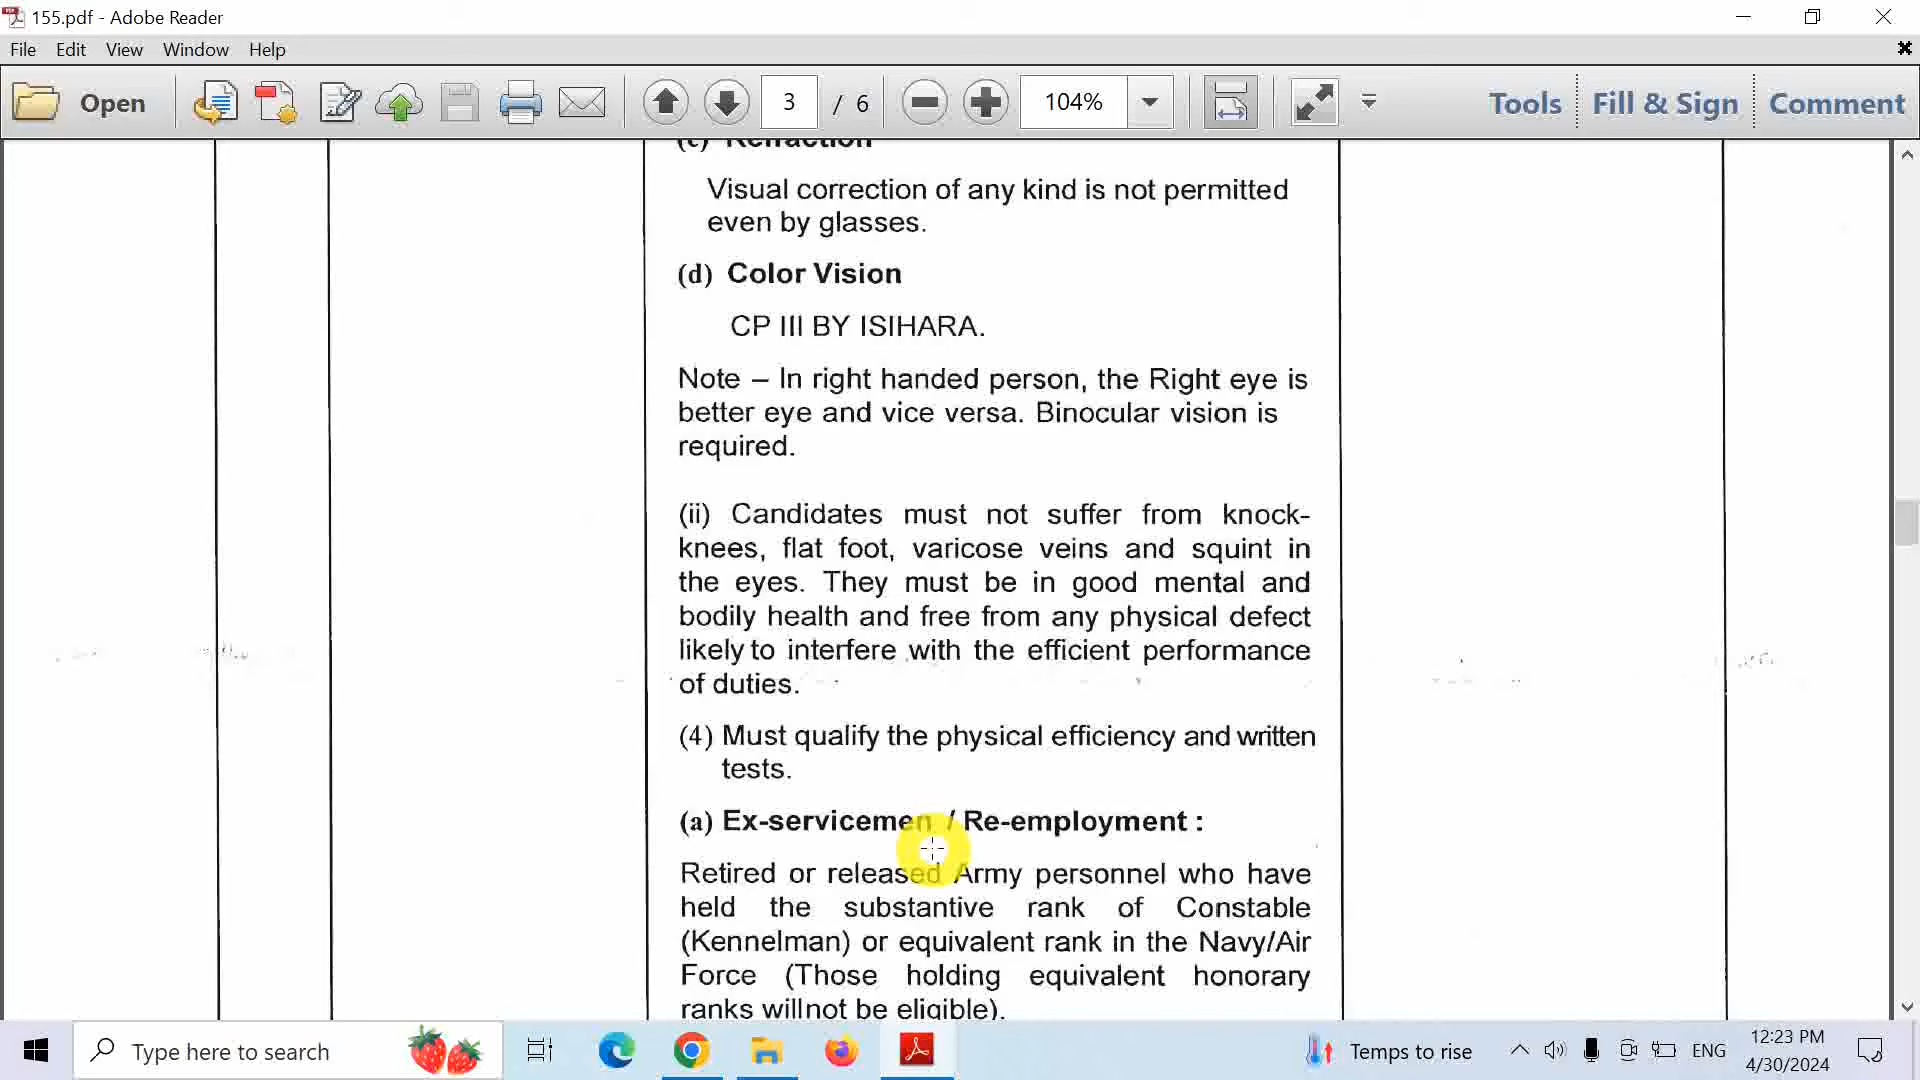 155.pdf - Adobe Reader
File Edit View Window Help
Open 3 / 6 104% Tools Fill & Sign Comment
Refraction
Visual correction of any kind is not permitted
even by glasses.
(d) Color Vision
CP III BY ISIHARA.
Note – In right handed person, the Right eye is
better eye and vice versa. Binocular vision is
required.
(ii) Candidates must not suffer from knock-
knees, flat foot, varicose veins and squint in
the eyes. They must be in good mental and
bodily health and free from any physical defect
likely to interfere with the efficient performance
of duties.
(4) Must qualify the physical efficiency and written
tests.
(a) Ex-servicemen / Re-employment :
Retired or released Army personnel who have
held the substantive rank of Constable
(Kennelman) or equivalent rank in the Navy/Air
Force (Those holding equivalent honorary
ranks willnot be eligible).
Type here to search Temps to rise ENG 12:23 PM
4/30/2024